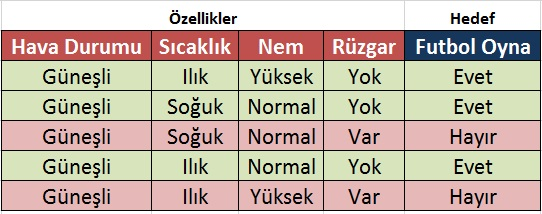 Özellikler Hedef
Hava Durumu Sıcaklık Nem Rüzgar Futbol Oyna
Güneşli Ilık Yüksek Yok Evet
Güneşli Soğuk Normal Yok Evet
Güneşli Soğuk Normal Var Hayır
Güneşli Ilık Normal Yok Evet
Güneşli Ilık Yüksek Var Hayır